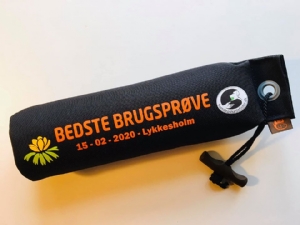 BEDSTE BRUGSPRØVE
15 - 02 - 2020 - Lykkesholm